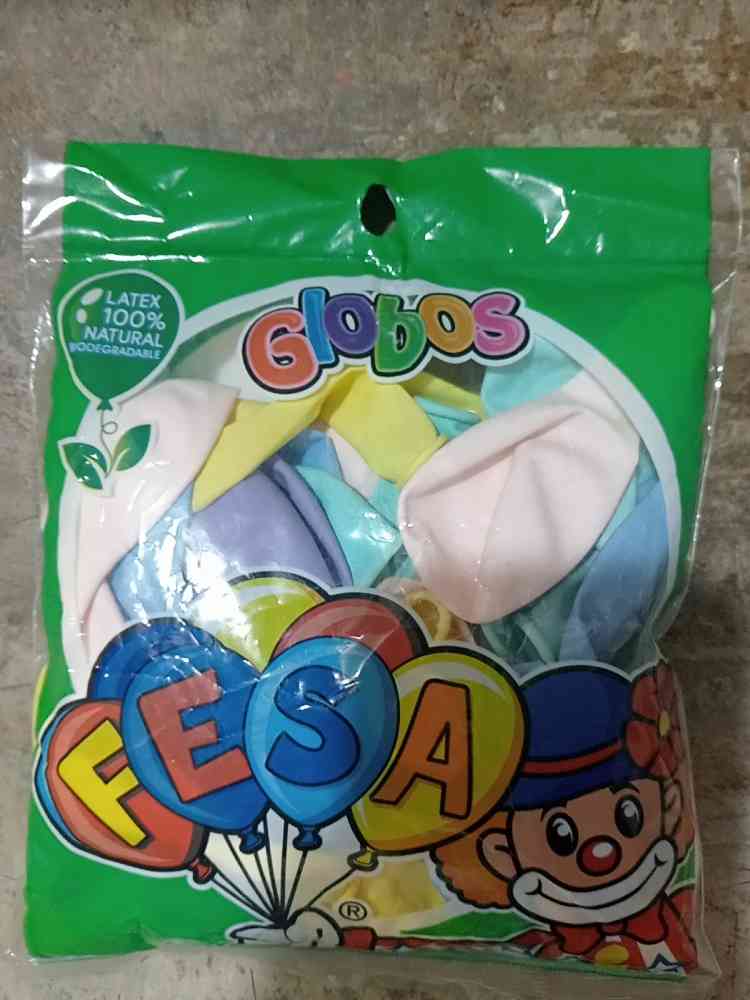 LATEX
100%
NATURAL
BIODEGRADABLE
Globos
FESA
®